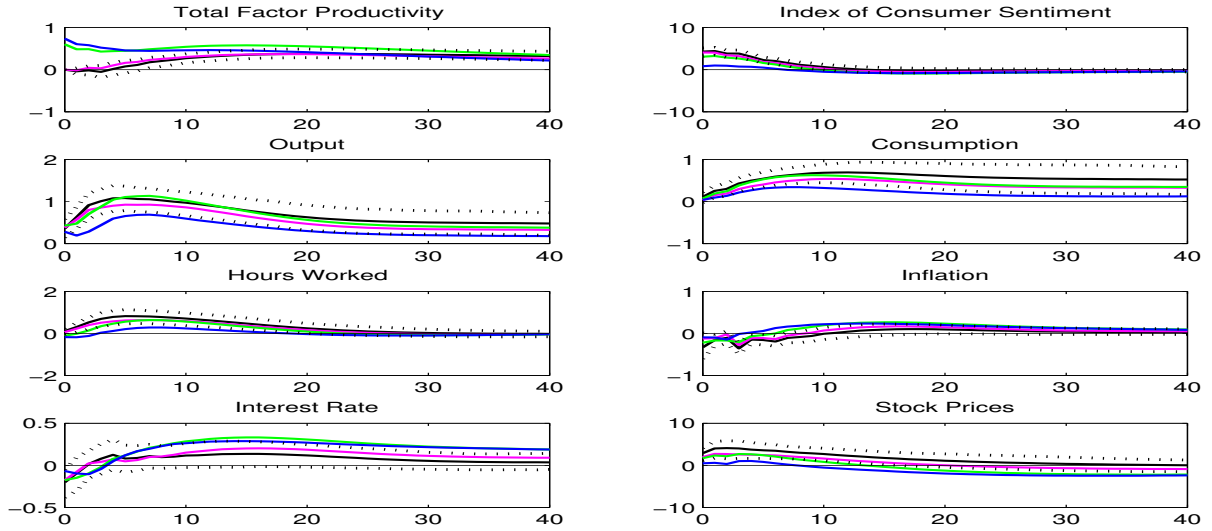 Total Factor Productivity
1
0
−1
0 10 20 30 40
Index of Consumer Sentiment
10
0
−10
0 10 20 30 40
Output
2
1
0
0 10 20 30 40
Consumption
1
0
−1
0 10 20 30 40
Hours Worked
2
0
−2
0 10 20 30 40
Inflation
1
0
−1
0 10 20 30 40
Interest Rate
0.5
0
−0.5
0 10 20 30 40
Stock Prices
10
0
−10
0 10 20 30 40